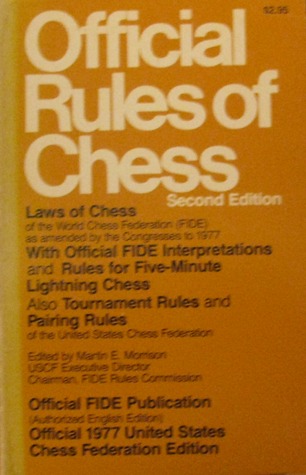 $2.95
Official
Rules of
Chess
Second Edition
Laws of Chess
of the World Chess Federation (FIDE)
as amended by the Congresses to 1977
With Official FIDE Interpretations
and Rules for Five-Minute
Lightning Chess
Also Tournament Rules and
Pairing Rules
of the United States Chess Federation
Edited by Martin E. Morrison
USCF Executive Director
Chairman, FIDE Rules Commission
Official FIDE Publication
(Authorized English Edition)
Official 1977 United States
Chess Federation Edition